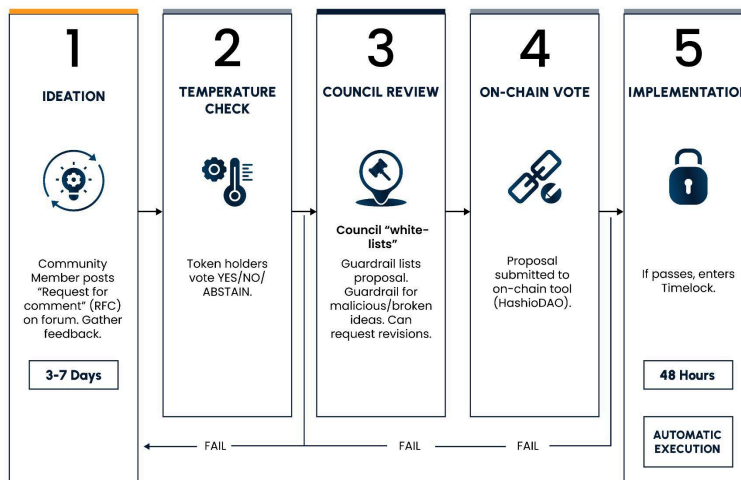 1
IDEATION
Community
Member posts
“Request for
comment” (RFC)
on forum. Gather
feedback.
3-7 Days
2
TEMPERATURE
CHECK
Token holders
vote YES/NO/
ABSTAIN.
3
COUNCIL REVIEW
Council “white-
lists”
Guardrail lists
proposal.
Guardrail for
malicious/broken
ideas. Can
request revisions.
4
ON-CHAIN VOTE
Proposal
submitted to
on-chain tool
(HashioDAO).
5
IMPLEMENTATION
If passes, enters
Timelock.
48 Hours
AUTOMATIC
EXECUTION
FAIL
FAIL
FAIL